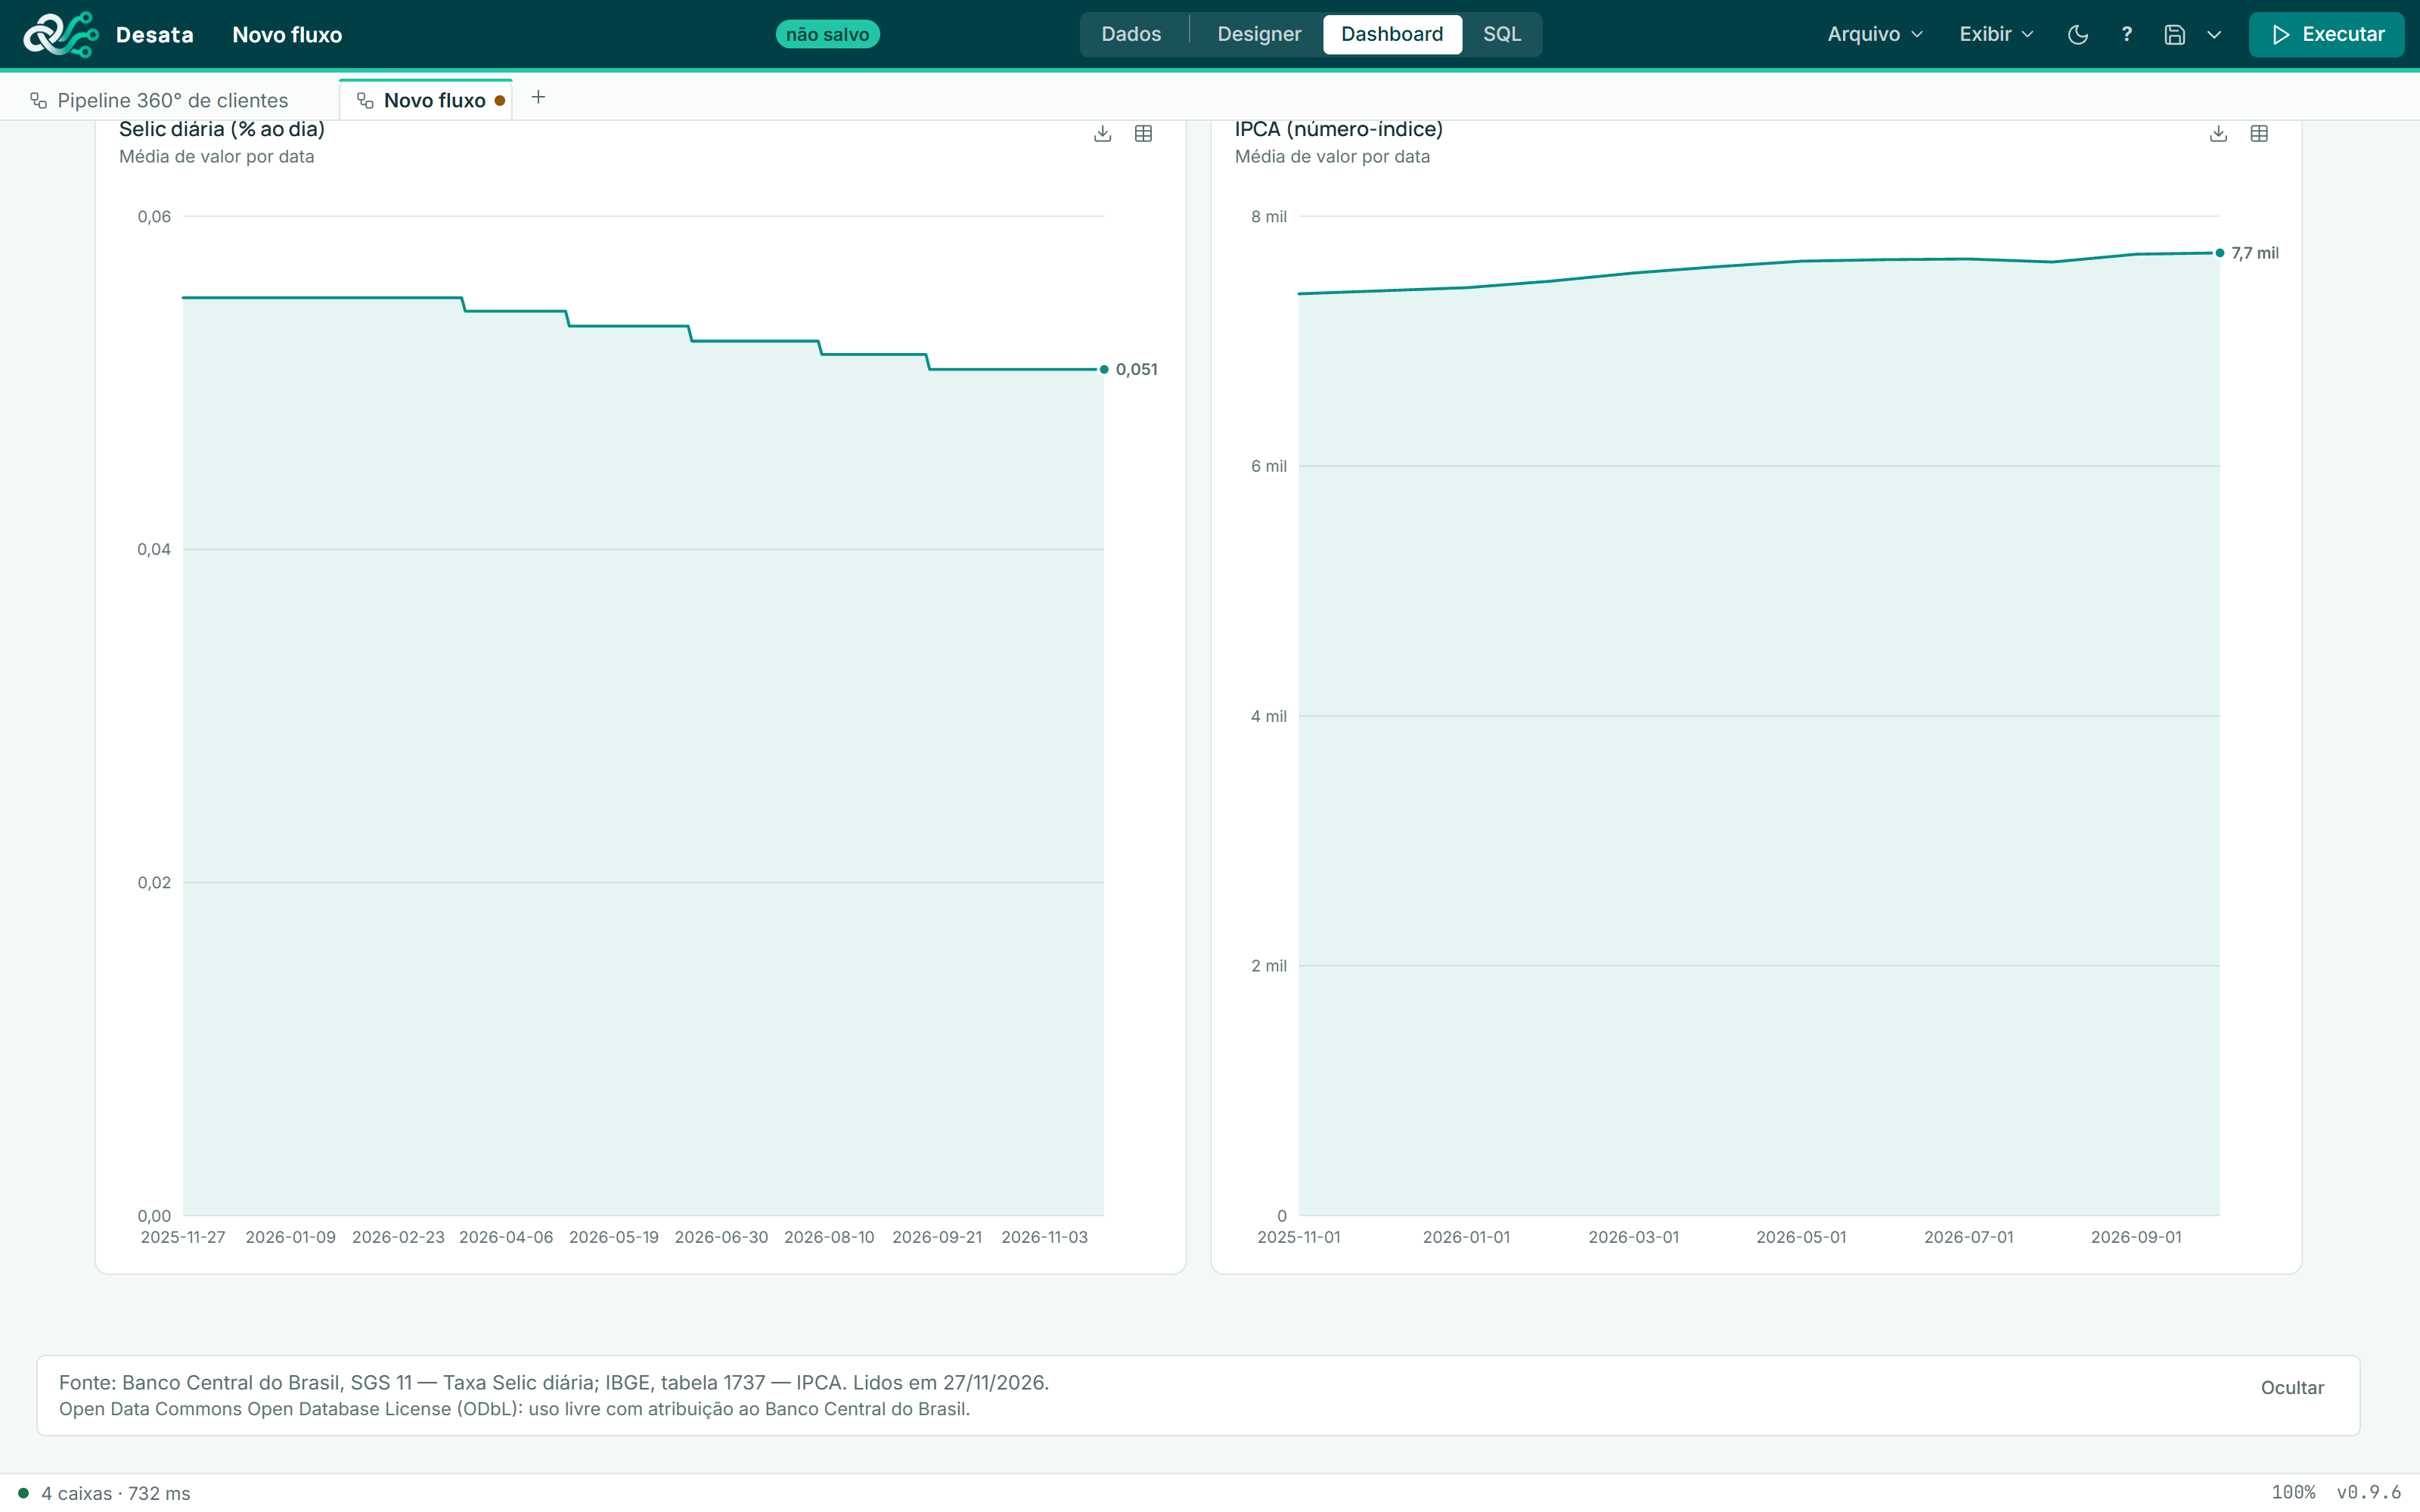 Desata
Novo fluxo
não salvo
Dados
Designer
Dashboard
SQL
Arquivo
Exibir
?
Executar
Pipeline 360° de clientes
Novo fluxo
Selic diária (% ao dia)
Média de valor por data
0,06
0,04
0,02
0,00
0,051
2025-11-27
2026-01-09
2026-02-23
2026-04-06
2026-05-19
2026-06-30
2026-08-10
2026-09-21
2026-11-03
IPCA (número-índice)
Média de valor por data
8 mil
6 mil
4 mil
2 mil
0
7,7 mil
2025-11-01
2026-01-01
2026-03-01
2026-05-01
2026-07-01
2026-09-01
Fonte: Banco Central do Brasil, SGS 11 — Taxa Selic diária; IBGE, tabela 1737 — IPCA. Lidos em 27/11/2026.
Open Data Commons Open Database License (ODbL): uso livre com atribuição ao Banco Central do Brasil.
Ocultar
4 caixas · 732 ms
100%
v0.9.6